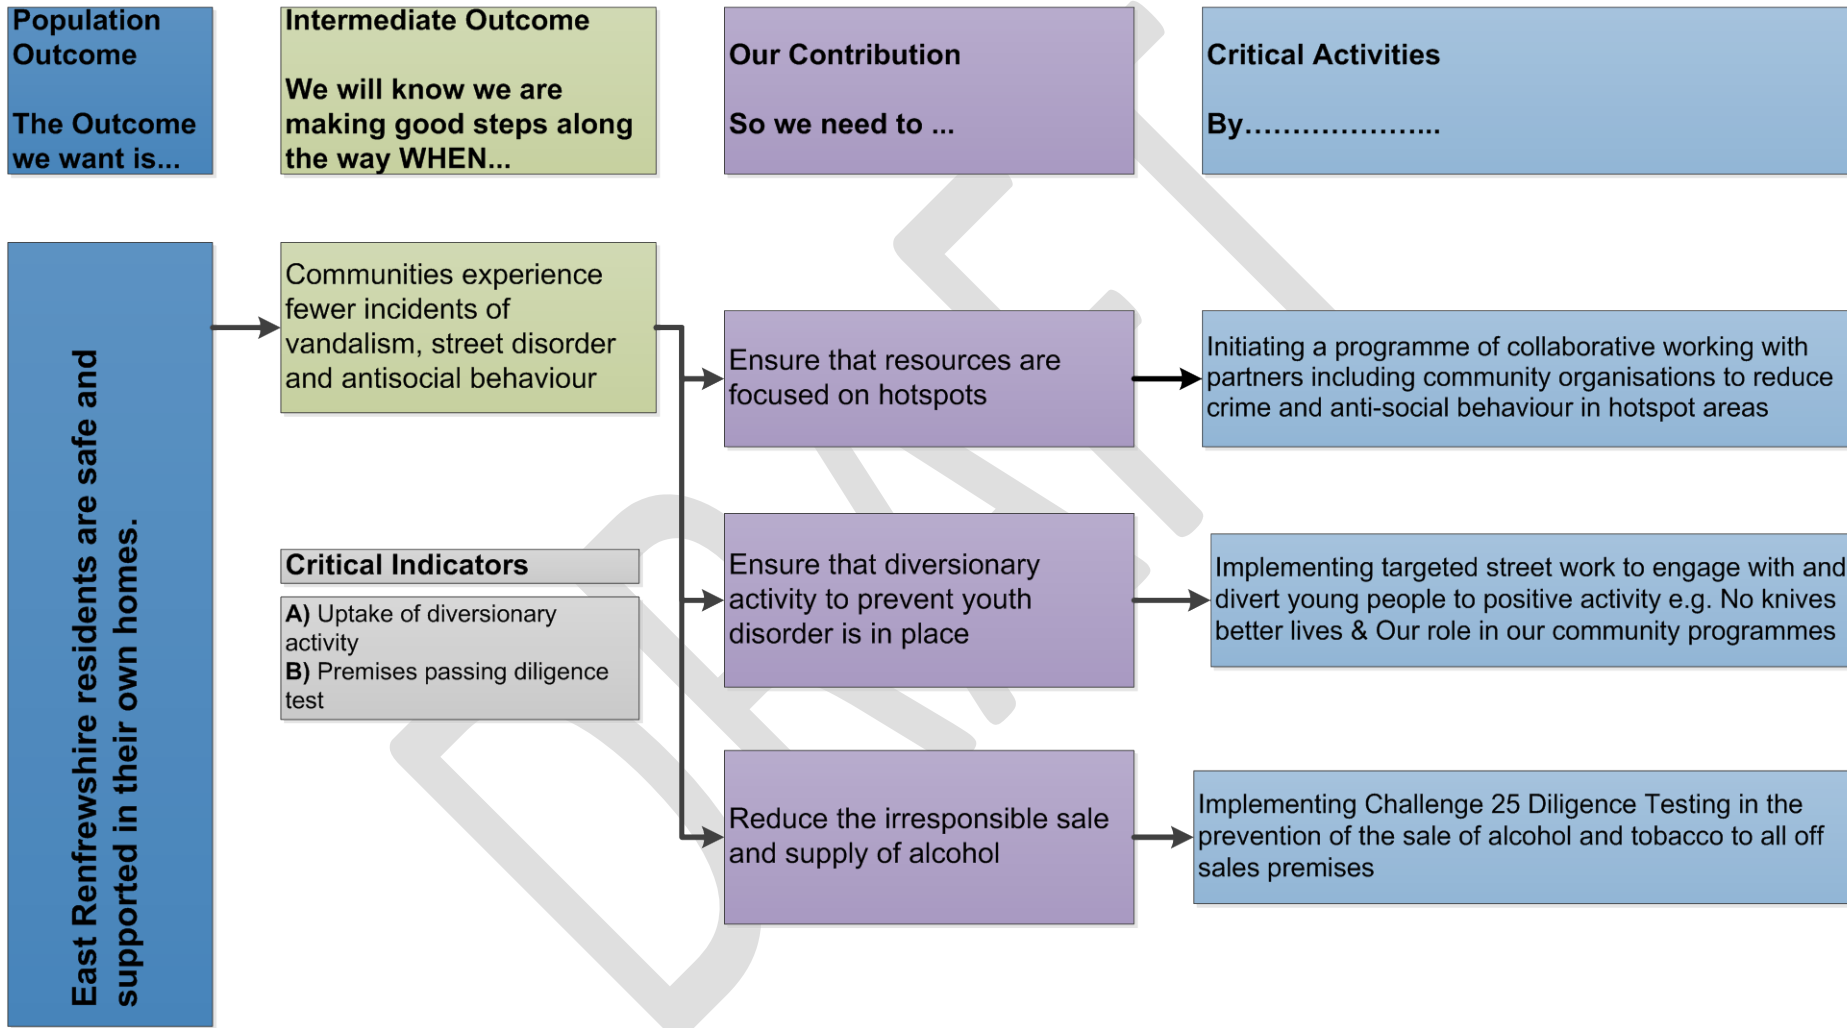 Population
Outcome
The Outcome
we want is...
Intermediate Outcome
We will know we are
making good steps along
the way WHEN...
Our Contribution
So we need to ...
Critical Activities
By…………………...
East Renfrewshire residents are safe and
supported in their own homes.
Communities experience
fewer incidents of
vandalism, street disorder
and antisocial behaviour
Critical Indicators
A) Uptake of diversionary
activity
B) Premises passing diligence
test
Ensure that resources are
focused on hotspots
Initiating a programme of collaborative working with
partners including community organisations to reduce
crime and anti-social behaviour in hotspot areas
Ensure that diversionary
activity to prevent youth
disorder is in place
Implementing targeted street work to engage with and
divert young people to positive activity e.g. No knives
better lives & Our role in our community programmes
Reduce the irresponsible sale
and supply of alcohol
Implementing Challenge 25 Diligence Testing in the
prevention of the sale of alcohol and tobacco to all off
sales premises
DRAFT